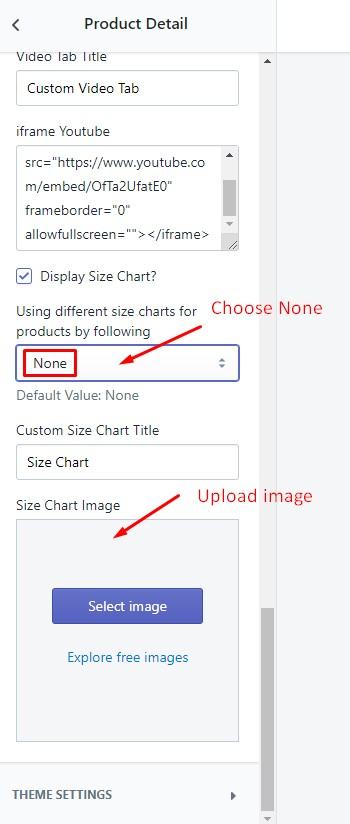 Product Detail
Video Tab Title
Custom Video Tab
iframe Youtube
src="https://www.youtube.co
m/embed/OfTa2UfatE0"
frameborder="0"
allowfullscreen=""></iframe>
Display Size Chart?
Using different size charts for
products by following
Choose None
None
Default Value: None
Custom Size Chart Title
Size Chart
Size Chart Image
Upload image
Select image
Explore free images
THEME SETTINGS